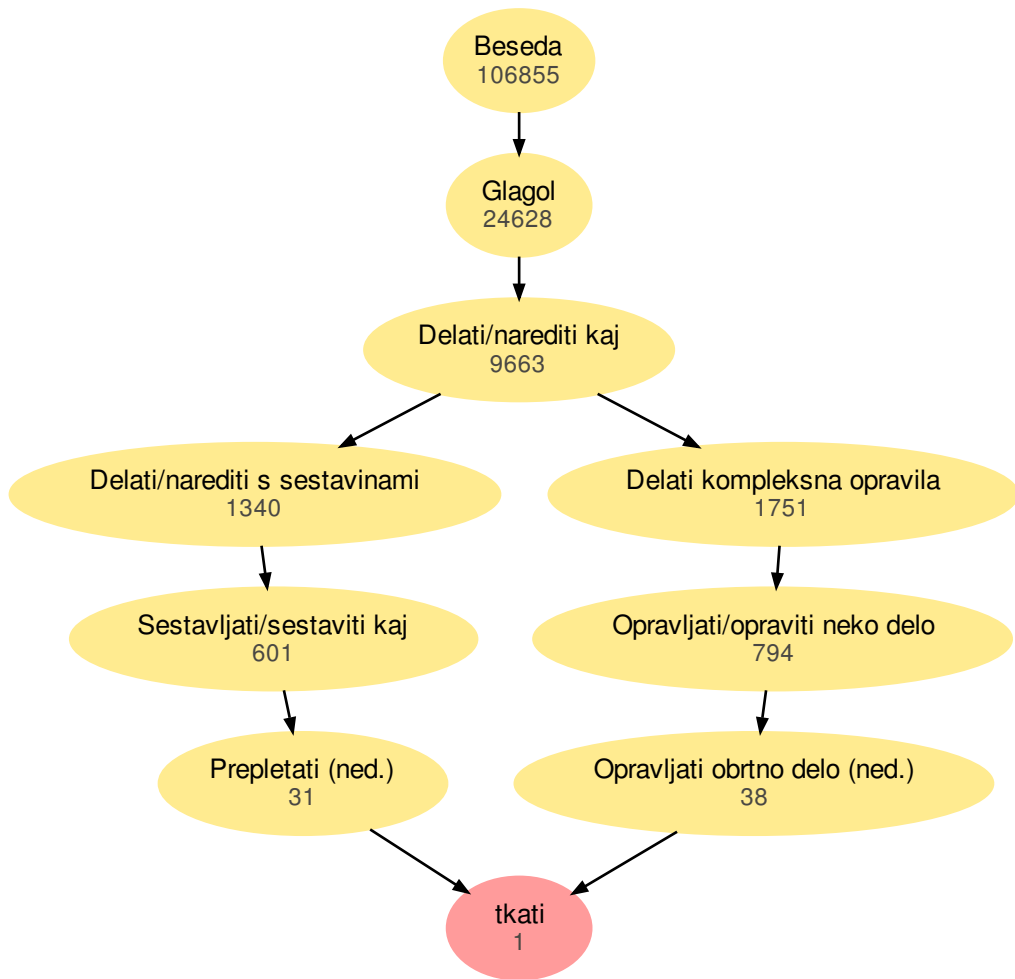 Beseda
106855
Glagol
24628
Delati/narediti kaj
9663
Delati/narediti s sestavinami
1340
Delati kompleksna opravila
1751
Sestavljati/sestaviti kaj
601
Opravljati/opraviti neko delo
794
Prepletati (ned.)
31
Opravljati obrtno delo (ned.)
38
tkati
1